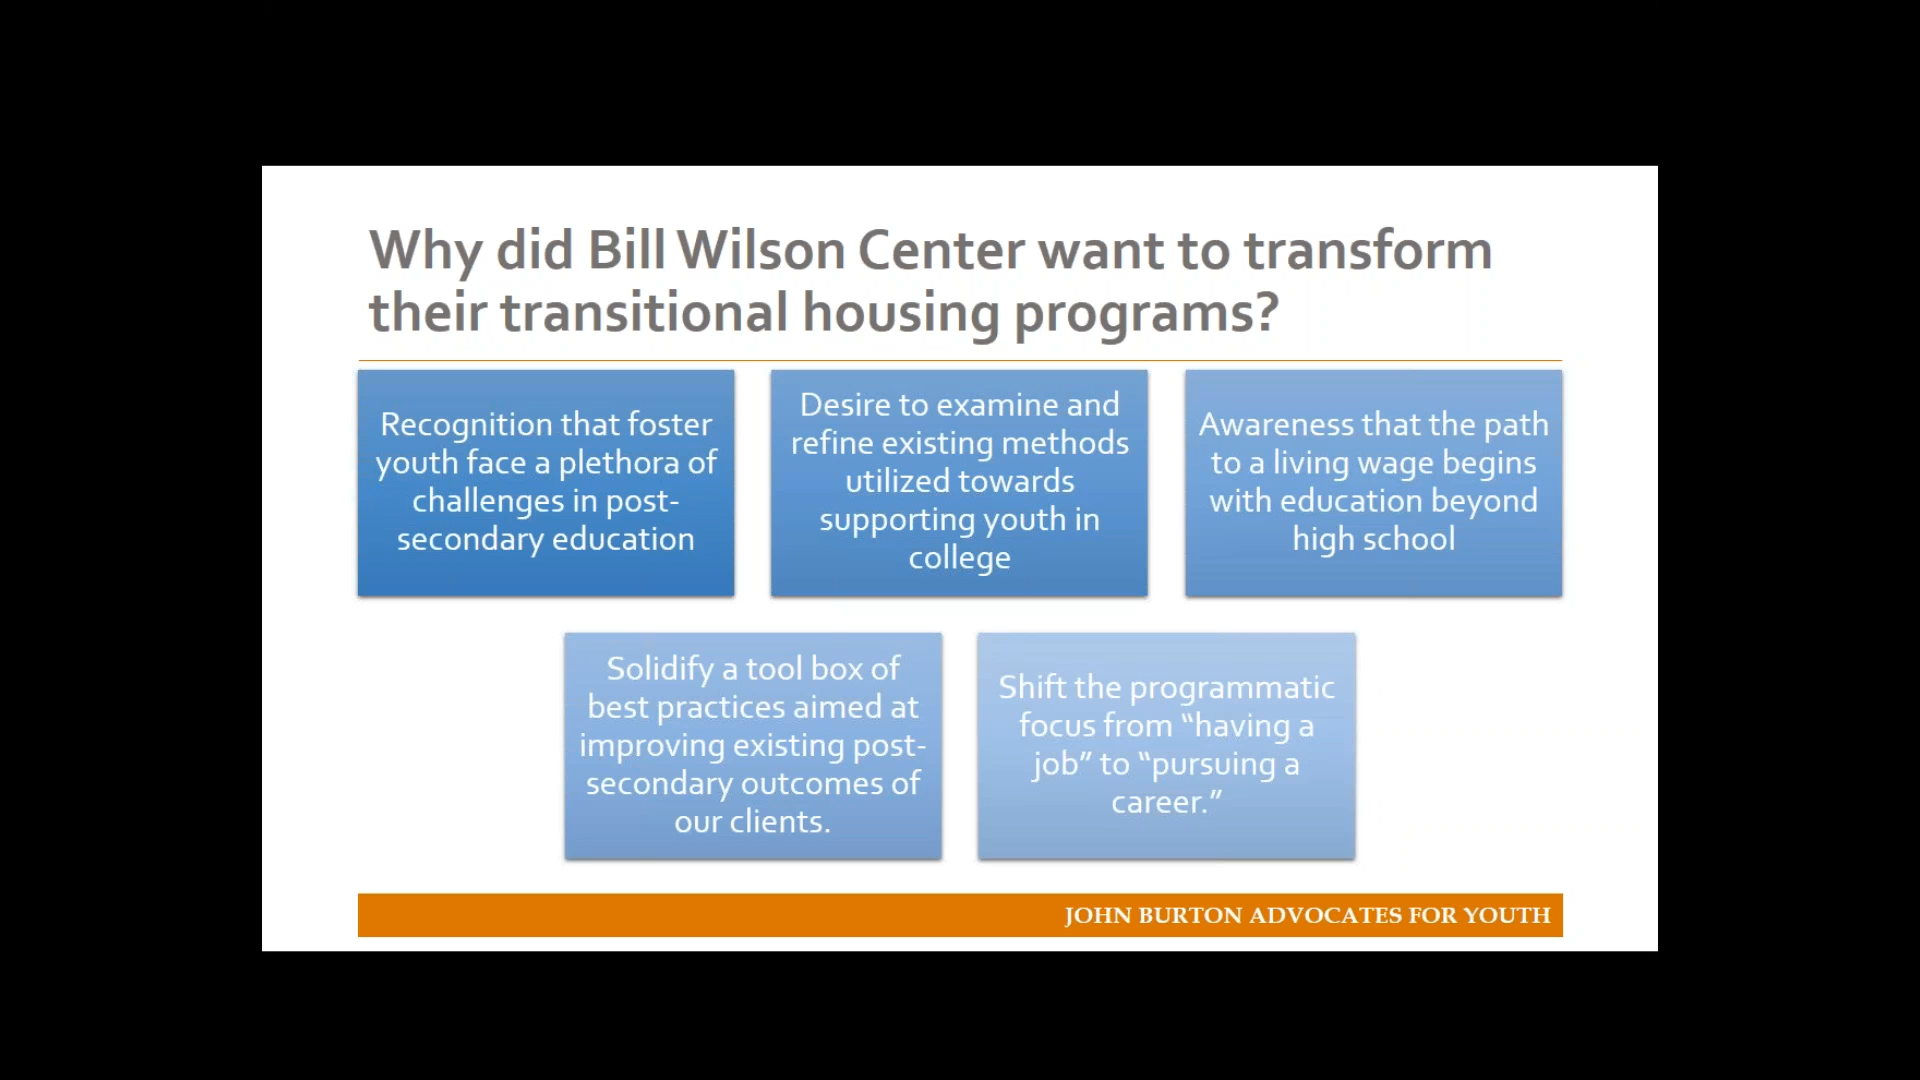 Why did Bill Wilson Center want to transform
their transitional housing programs?
Recognition that foster
youth face a plethora of
challenges in post-
secondary education
Desire to examine and
refine existing methods
utilized towards
supporting youth in
college
Awareness that the path
to a living wage begins
with education beyond
high school
Solidify a tool box of
best practices aimed at
improving existing post-
secondary outcomes of
our clients.
Shift the programmatic
focus from “having a
job” to “pursuing a
career.”
JOHN BURTON ADVOCATES FOR YOUTH